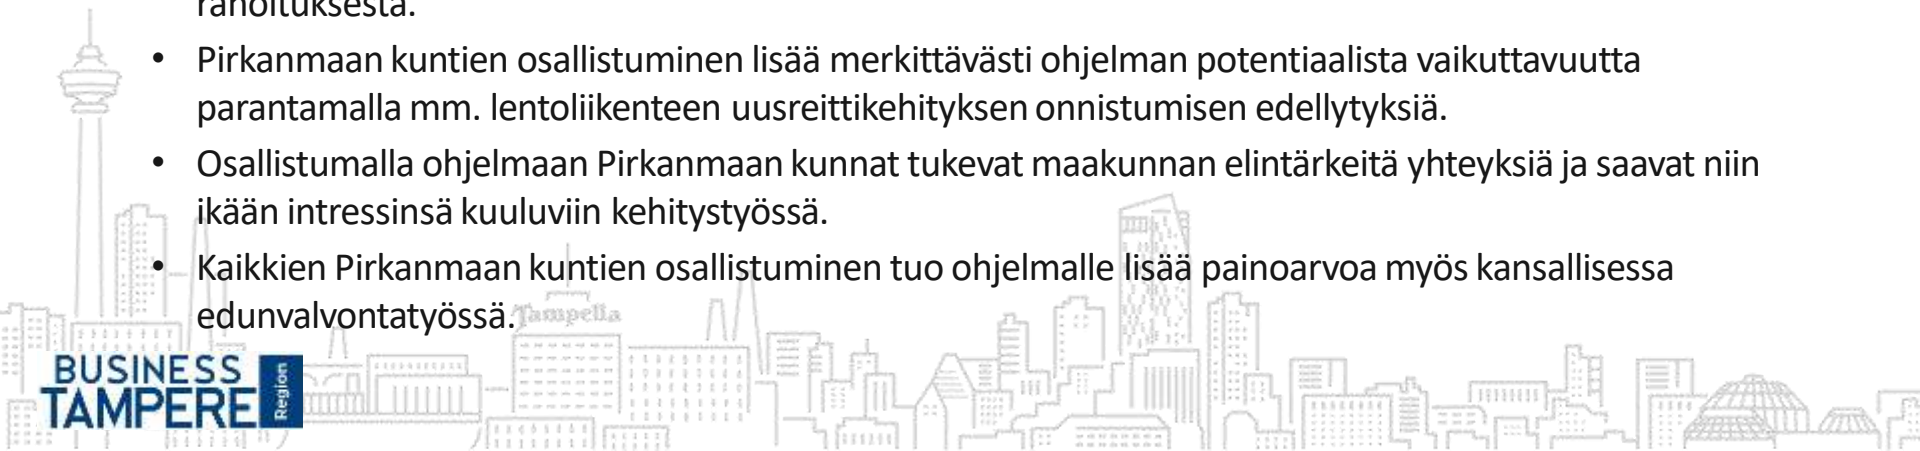 rahoituksesta.
• Pirkanmaan kuntien osallistuminen lisää merkittävästi ohjelman potentiaalista vaikuttavuutta
parantamalla mm. lentoliikenteen uusreittikehityksen onnistumisen edellytyksiä.
• Osallistumalla ohjelmaan Pirkanmaan kunnat tukevat maakunnan elintärkeitä yhteyksiä ja saavat niin
ikään intressinsä kuuluviin kehitystyössä.
• Kaikkien Pirkanmaan kuntien osallistuminen tuo ohjelmalle lisää painoarvoa myös kansallisessa
edunvalvontatyössä.
Tampella
BUSINESS
TAMPERE
Region